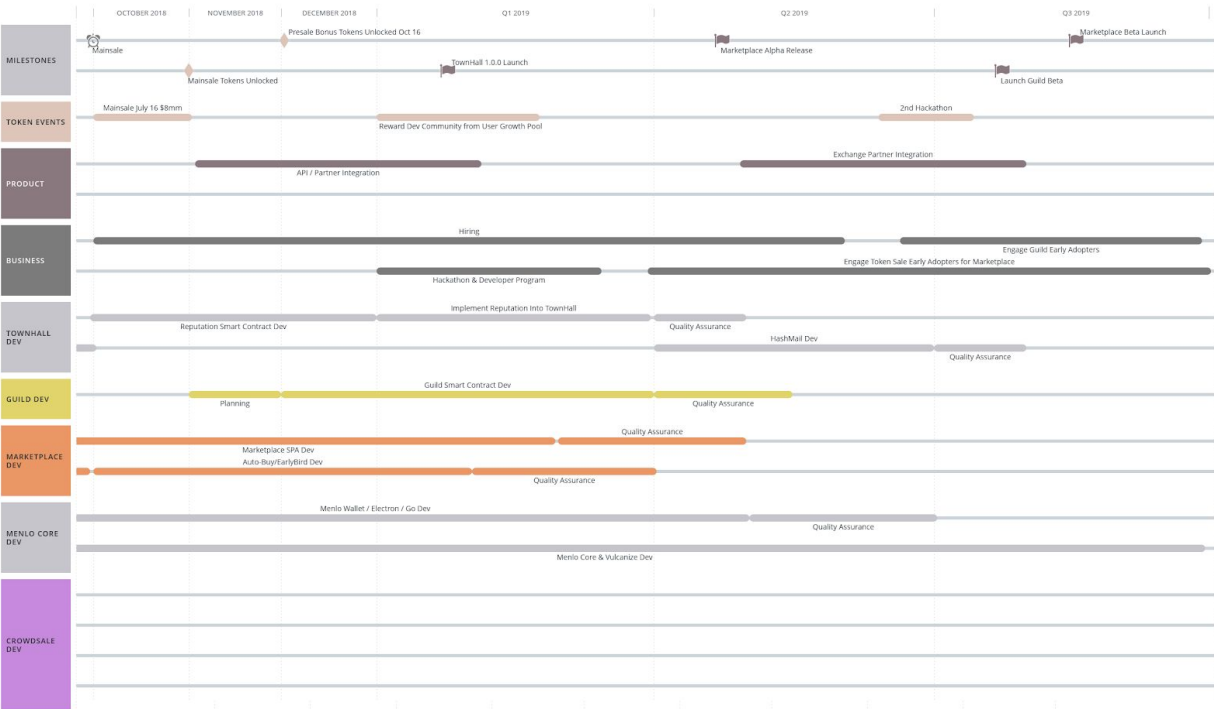 OCTOBER 2018 NOVEMBER 2018 DECEMBER 2018 Q1 2019 Q2 2019 Q3 2019
MILESTONES
Presale Bonus Tokens Unlocked Oct 16
Marketplace Beta Launch
Mainsale
Marketplace Alpha Release
TownHall 1.0.0 Launch
Mainsale Tokens Unlocked
Launch Guild Beta
TOKEN EVENTS
Mainsale July 16 $8mm
2nd Hackathon
Reward Dev Community from User Growth Pool
PRODUCT
Exchange Partner Integration
API / Partner Integration
BUSINESS
Hiring
Engage Guild Early Adopters
Engage Token Sale Early Adopters for Marketplace
Hackathon & Developer Program
TOWNHALL
DEV
Implement Reputation Into TownHall
Reputation Smart Contract Dev
Quality Assurance
HashMail Dev
Quality Assurance
GUILD DEV
Guild Smart Contract Dev
Planning
Quality Assurance
MARKETPLACE
DEV
Quality Assurance
Marketplace SPA Dev
Auto-Buy/EarlyBird Dev
Quality Assurance
MENLO CORE
DEV
Menlo Wallet / Electron / Go Dev
Quality Assurance
Menlo Core & Vulcanize Dev
CROWDSALE
DEV